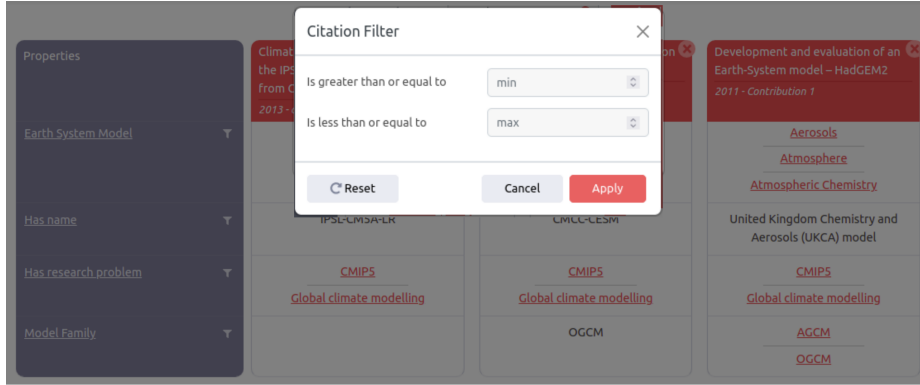 Citation Filter
Is greater than or equal to
min
Is less than or equal to
max
Reset
Cancel
Apply
Properties
Climat
the IPS
from C
2013 -
on
Development and evaluation of an
Earth-System model – HadGEM2
2011 - Contribution 1
Earth System Model
Aerosols
Atmosphere
Atmospheric Chemistry
Has name
IPSL-CM5A-LR
CMCC-CESM
United Kingdom Chemistry and
Aerosols (UKCA) model
Has research problem
CMIP5
CMIP5
CMIP5
Global climate modelling
Global climate modelling
Global climate modelling
Model Family
OGCM
AGCM
OGCM